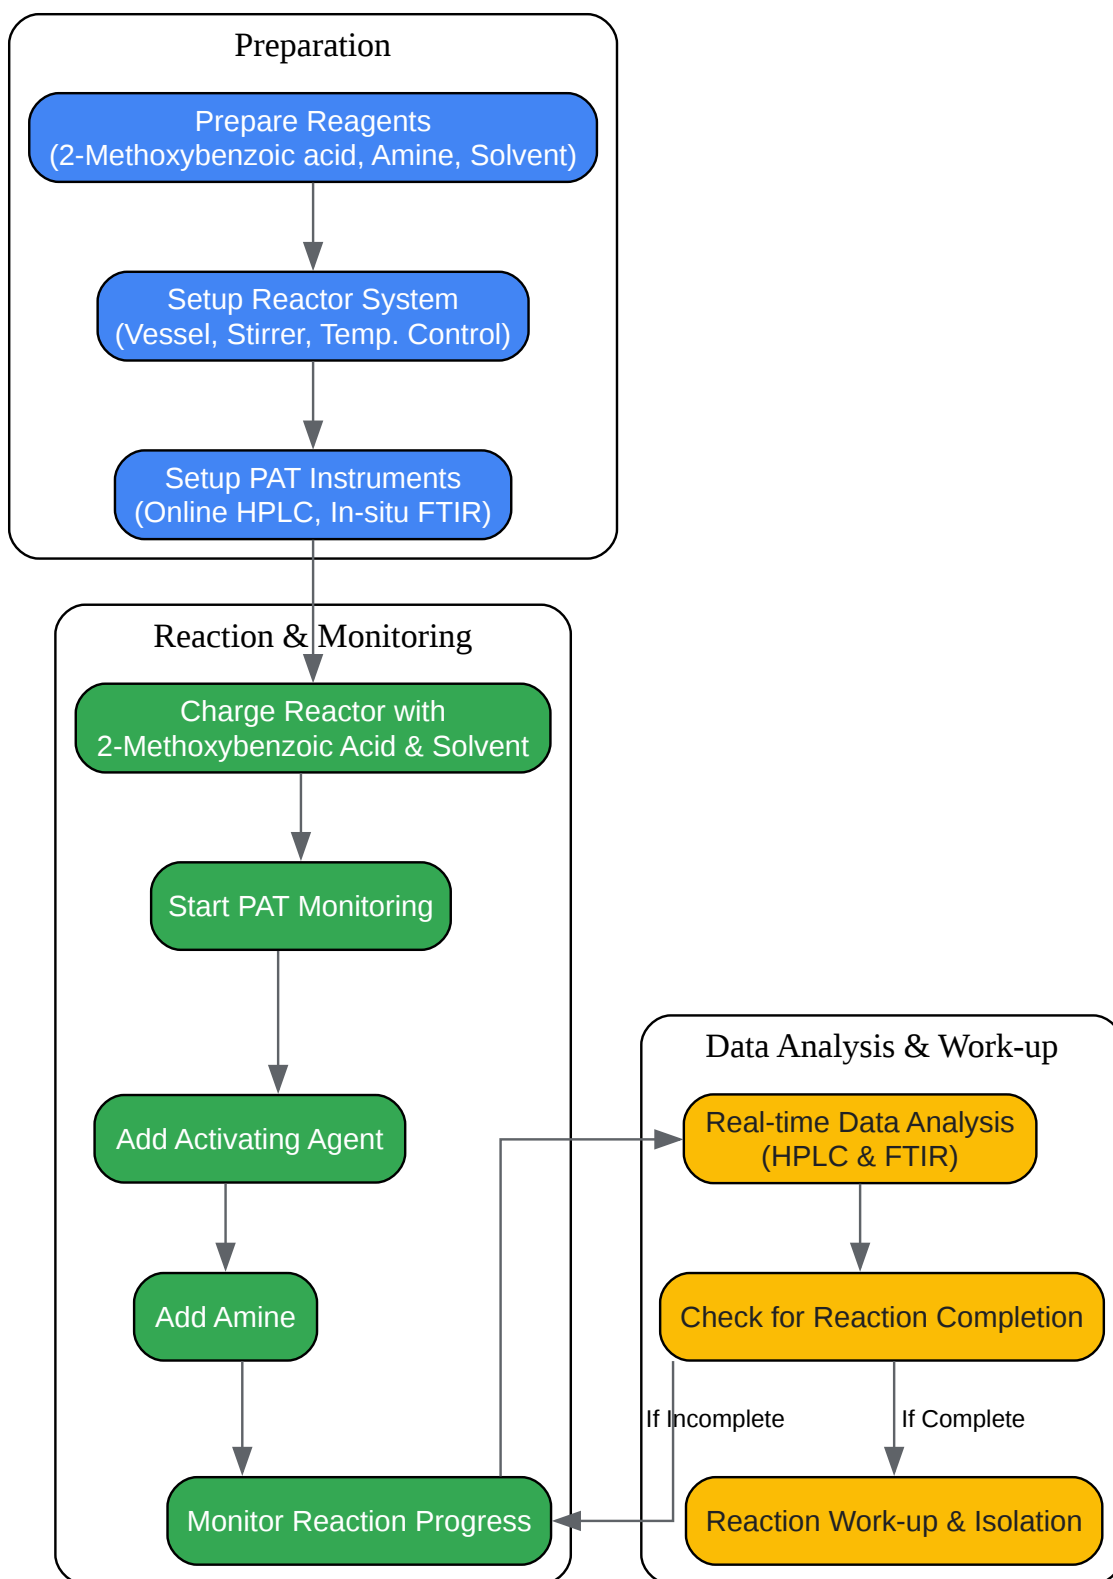 Preparation
Prepare Reagents
(2-Methoxybenzoic acid, Amine, Solvent)
Setup Reactor System
(Vessel, Stirrer, Temp. Control)
Setup PAT Instruments
(Online HPLC, In-situ FTIR)
Reaction & Monitoring
Charge Reactor with
2-Methoxybenzoic Acid & Solvent
Start PAT Monitoring
Add Activating Agent
Add Amine
Monitor Reaction Progress
Data Analysis & Work-up
Real-time Data Analysis
(HPLC & FTIR)
Check for Reaction Completion
If Incomplete
If Complete
Reaction Work-up & Isolation